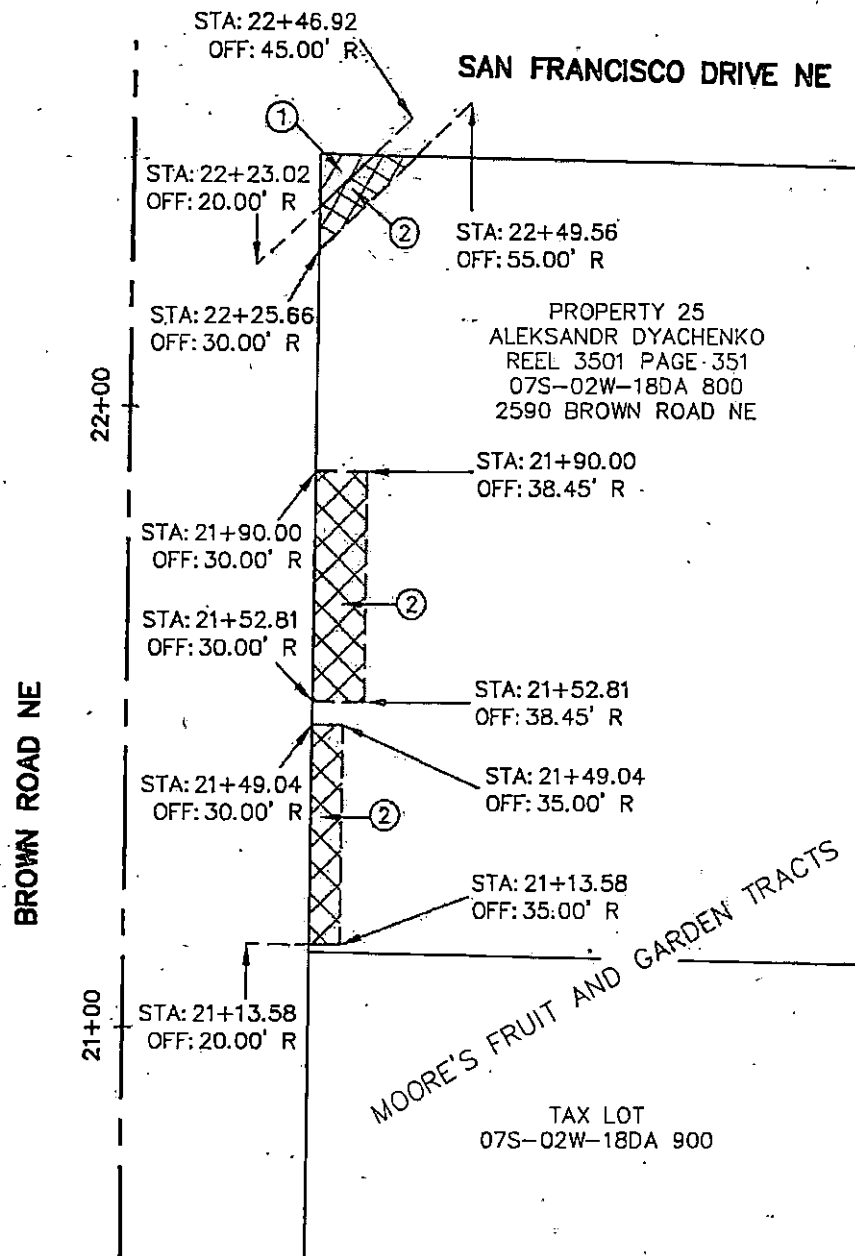 STA: 22+46.92
OFF: 45.00' R
SAN FRANCISCO DRIVE NE
1
STA: 22+23.02
OFF: 20.00' R
2
STA: 22+49.56
OFF: 55.00' R
STA: 22+25.66
OFF: 30.00' R
PROPERTY 25
ALEKSANDR DYACHENKO
REEL 3501 PAGE 351
07S-02W-18DA 800
2590 BROWN ROAD NE
22+00
STA: 21+90.00
OFF: 38.45' R
STA: 21+90.00
OFF: 30.00' R
2
STA: 21+52.81
OFF: 30.00' R
STA: 21+52.81
OFF: 38.45' R
BROWN ROAD NE
STA: 21+49.04
OFF: 30.00' R
STA: 21+49.04
OFF: 35.00' R
2
STA: 21+13.58
OFF: 35.00' R
MOORE'S FRUIT AND GARDEN TRACTS
21+00
STA: 21+13.58
OFF: 20.00' R
TAX LOT
07S-02W-18DA 900